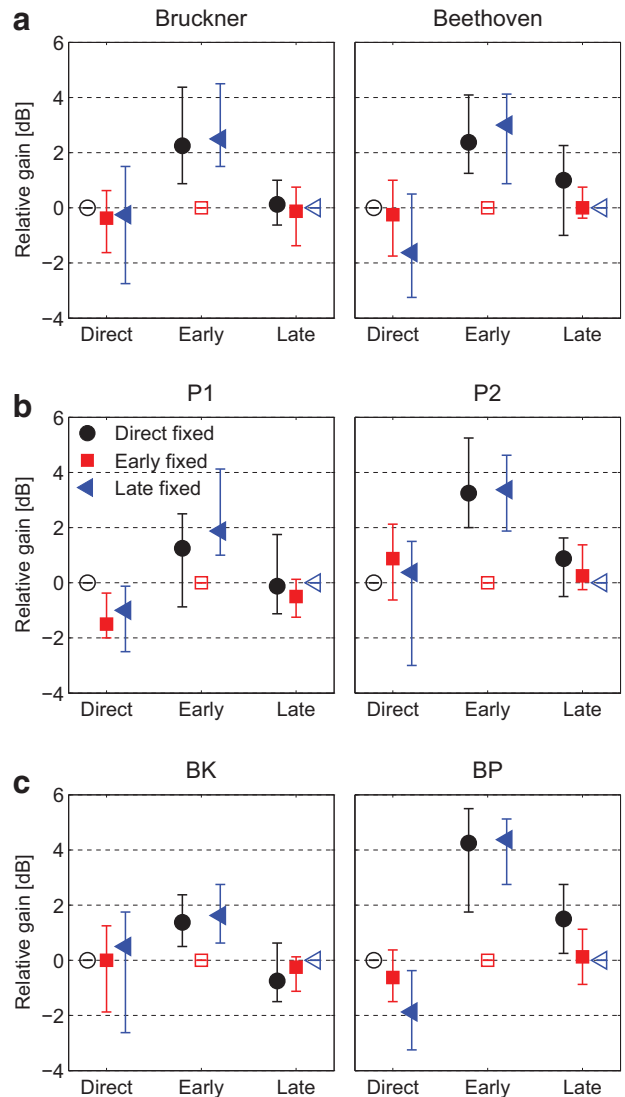 a
Bruckner
Beethoven
Relative gain [dB]
6
4
2
0
−2
−4
Direct
Early
Late
Direct
Early
Late
b
P1
P2
Relative gain [dB]
6
4
2
0
−2
−4
Direct fixed
Early fixed
Late fixed
Direct
Early
Late
Direct
Early
Late
c
BK
BP
Relative gain [dB]
6
4
2
0
−2
−4
Direct
Early
Late
Direct
Early
Late